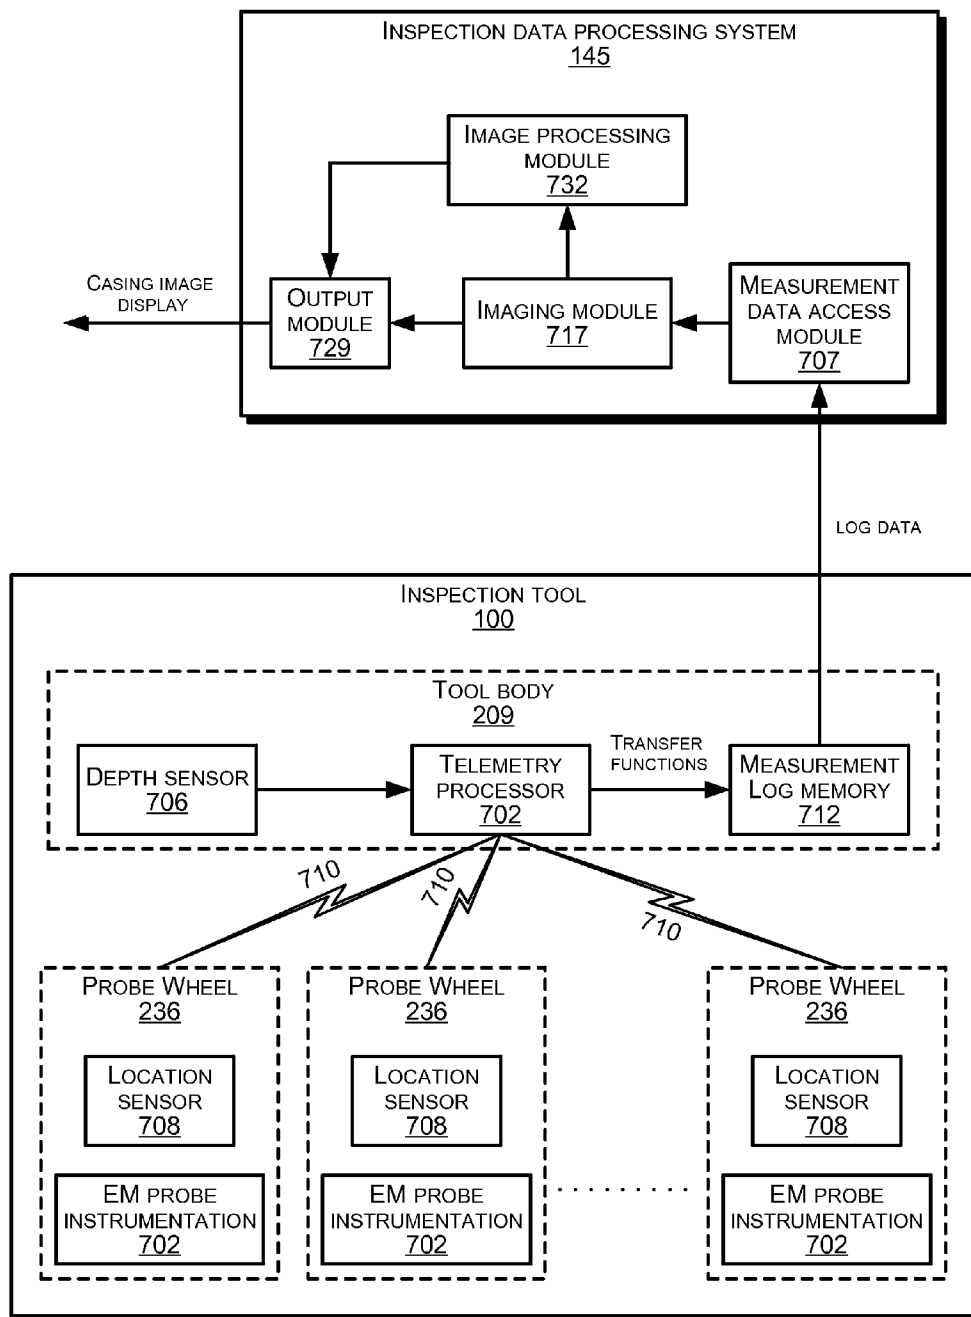 INSPECTION DATA PROCESSING SYSTEM
145
IMAGE PROCESSING
MODULE
732
CASING IMAGE
DISPLAY
OUTPUT
MODULE
729
IMAGING MODULE
717
MEASUREMENT
DATA ACCESS
MODULE
707
LOG DATA
INSPECTION TOOL
100
TOOL BODY
209
DEPTH SENSOR
706
TELEMETRY
PROCESSOR
702
TRANSFER
FUNCTIONS
MEASUREMENT
LOG MEMORY
712
710
710
710
PROBE WHEEL
236
LOCATION
SENSOR
708
EM PROBE
INSTRUMENTATION
702
PROBE WHEEL
236
LOCATION
SENSOR
708
EM PROBE
INSTRUMENTATION
702
PROBE WHEEL
236
LOCATION
SENSOR
708
EM PROBE
INSTRUMENTATION
702